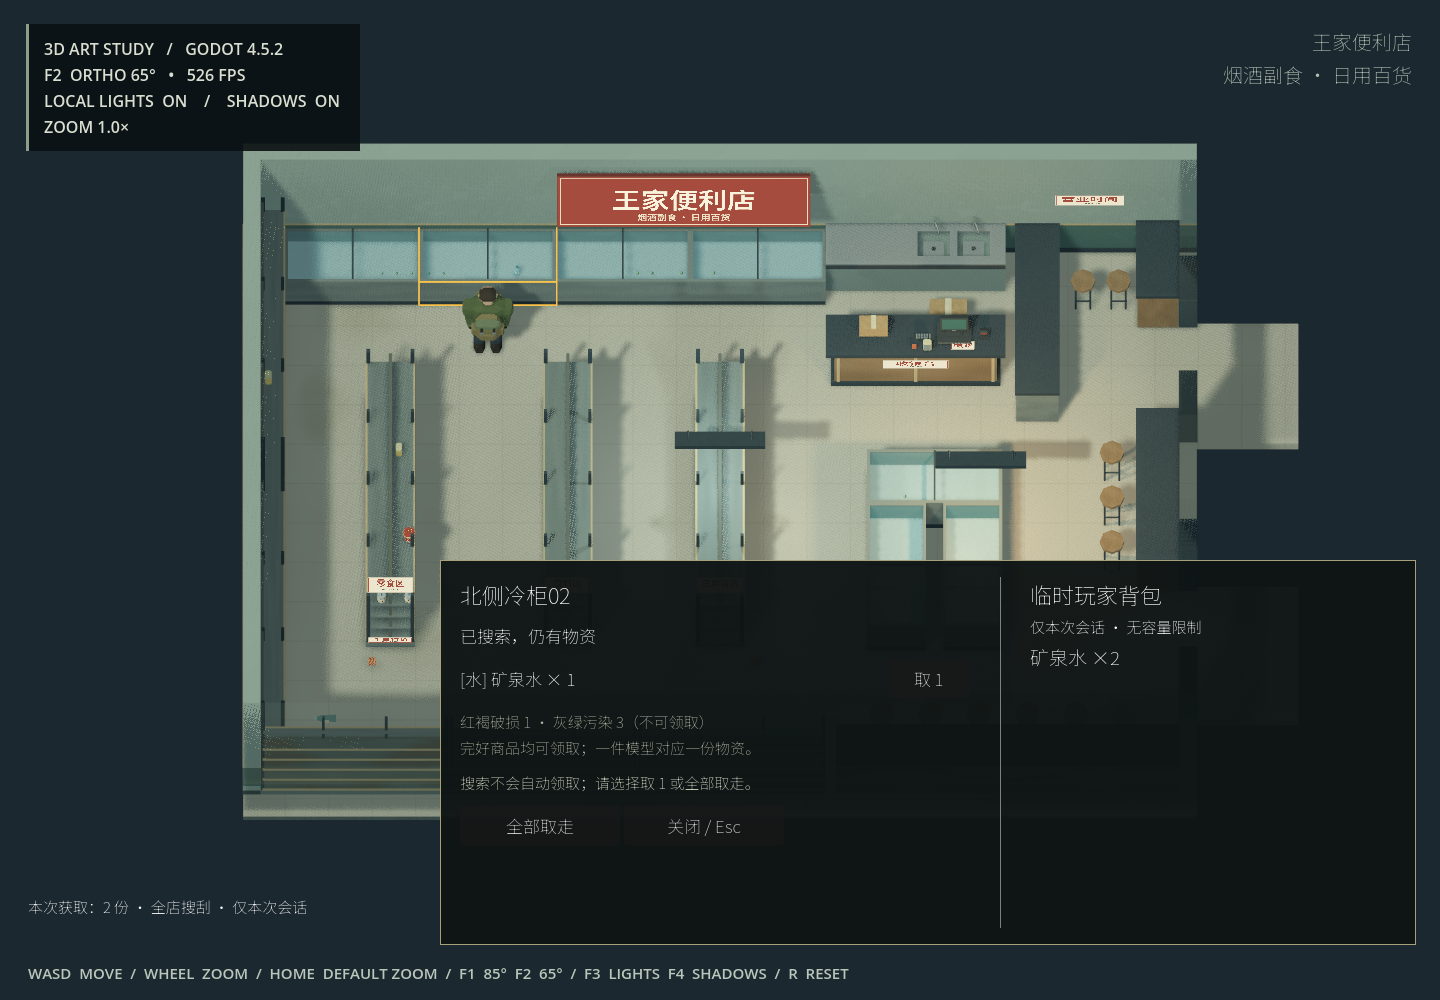 3D ART STUDY / GODOT 4.5.2
F2 ORTHO 65° • 526 FPS
LOCAL LIGHTS ON / SHADOWS ON
ZOOM 1.0×
王家便利店
烟酒副食 · 日用百货
王家便利店
烟酒副食 · 日用百货
零食区
北侧冷柜02
已搜索，仍有物资
[水] 矿泉水 × 1
取 1
红褐破损 1 · 灰绿污染 3（不可领取）
完好商品均可领取；一件模型对应一份物资。
搜索不会自动领取；请选择取 1 或全部取走。
全部取走
关闭 / Esc
临时玩家背包
仅本次会话 · 无容量限制
矿泉水 ×2
本次获取：2 份 · 全店搜刮 · 仅本次会话
WASD MOVE / WHEEL ZOOM / HOME DEFAULT ZOOM / F1 85° F2 65° / F3 LIGHTS F4 SHADOWS / R RESET